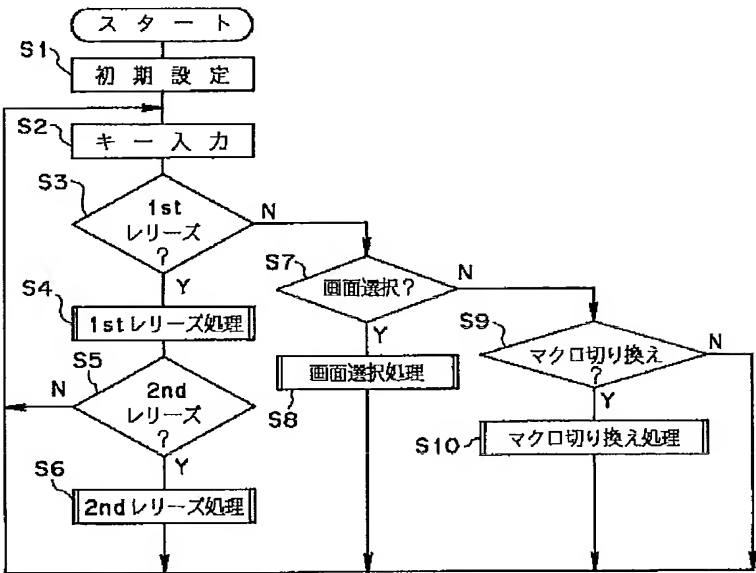 スタート
S1
初期設定
S2
キー入力
S3
1st
レリーズ
?
N
Y
S4
1stレリーズ処理
S5
2nd
レリーズ
?
N
Y
S6
2ndレリーズ処理
S7
画面選択?
N
Y
画面選択処理
S8
S9
マクロ切り換え
?
N
Y
S10
マクロ切り換え処理